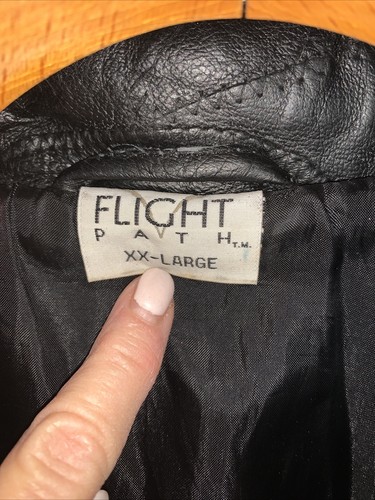 FLIGHT
PATH T.M.
XX-LARGE